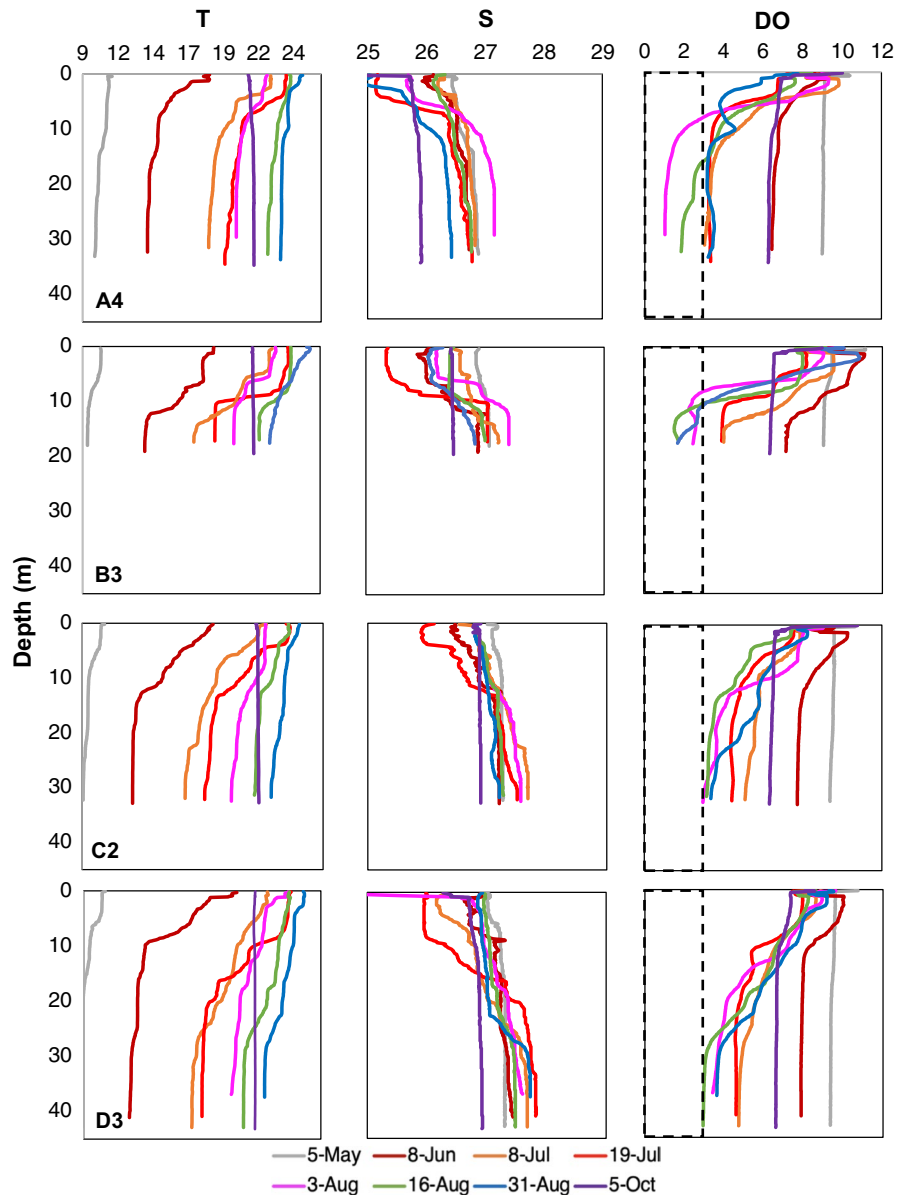 T S DO
9 12 14 17 19 22 24 25 26 27 28 29 0 2 4 6 8 10 12
0
10
20
30
40
A4
0
10
20
30
40
B3
Depth (m)
0
10
20
30
40
C2
0
10
20
30
40
D3
5-May 8-Jun 8-Jul 19-Jul
3-Aug 16-Aug 31-Aug 5-Oct